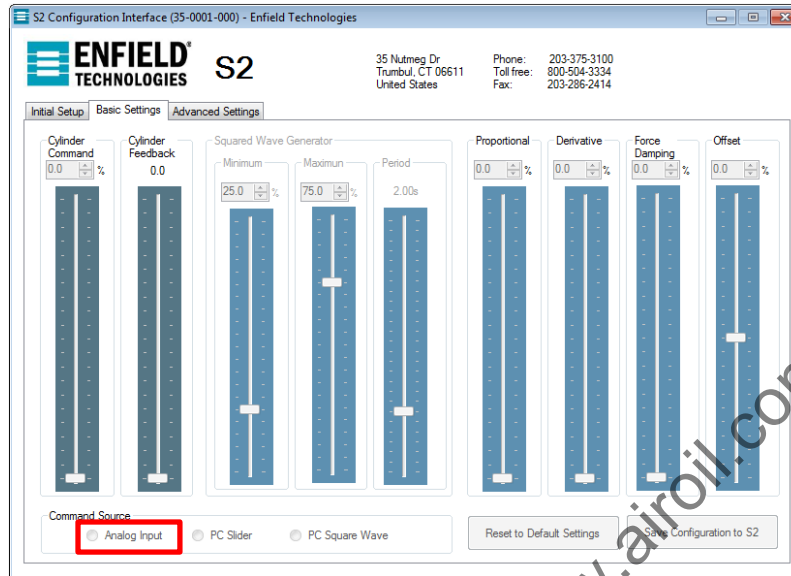 S2 Configuration Interface (35-0001-000) - Enfield Technologies
ENFIELD®
TECHNOLOGIES
S2
35 Nutmeg Dr
Trumbul, CT 06611
United States
Phone: 203-375-3100
Toll free: 800-504-3334
Fax: 203-286-2414
Initial Setup Basic Settings Advanced Settings
Cylinder Command
0.0 %
Cylinder Feedback
0.0
Squared Wave Generator
Minimum
25.0 %
Maximun
75.0 %
Period
2.00s
Proportional
0.0 %
Derivative
0.0 %
Force Damping
0.0 %
Offset
0.0 %
Command Source
Analog Input PC Slider PC Square Wave
Reset to Default Settings
Save Configuration to S2
www.airoil.com